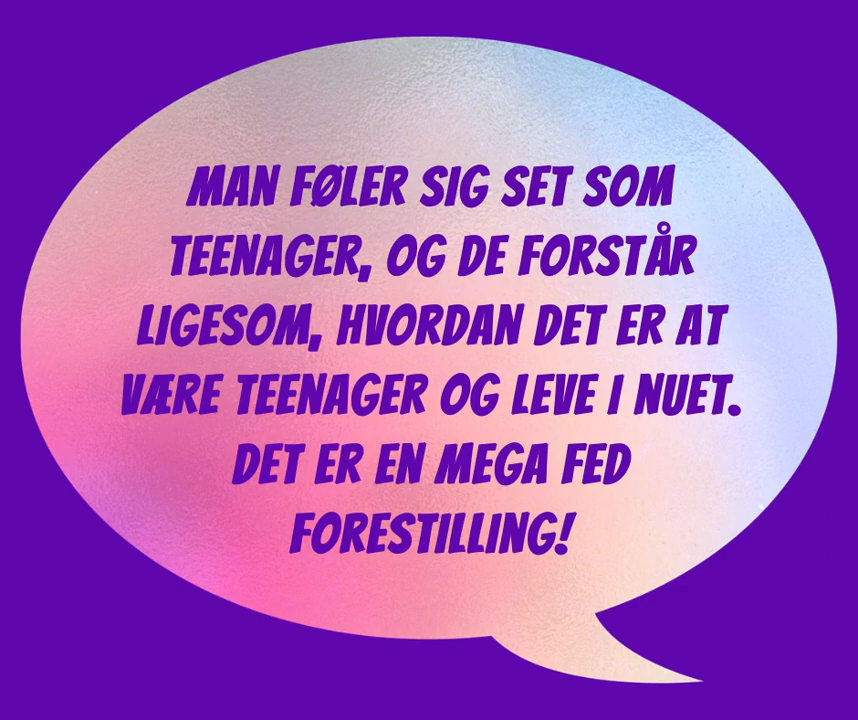 MAN FØLER SIG SET SOM
TEENAGER, OG DE FORSTÅR
LIGESOM, HVORDAN DET ER AT
VÆRE TEENAGER OG LEVE I NUET.
DET ER EN MEGA FED
FORESTILLING!